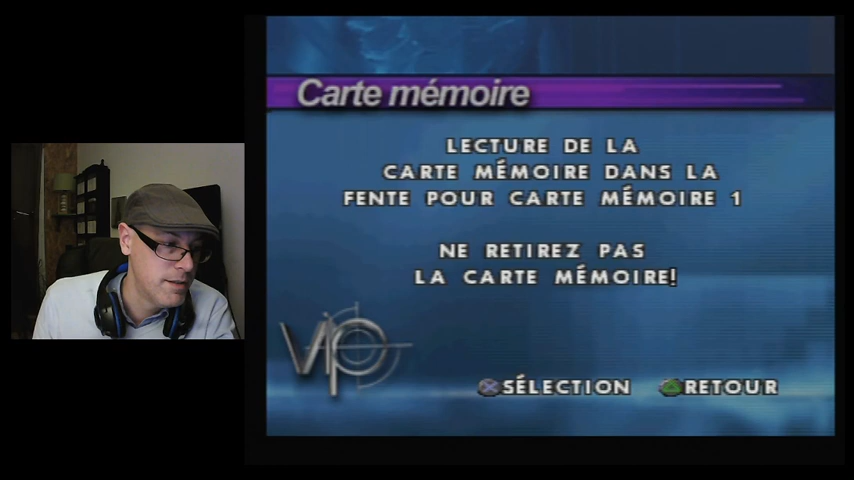 Carte mémoire
LECTURE DE LA
CARTE MÉMOIRE DANS LA
FENTE POUR CARTE MÉMOIRE 1
NE RETIREZ PAS
LA CARTE MÉMOIRE!
VIP
SÉLECTION RETOUR